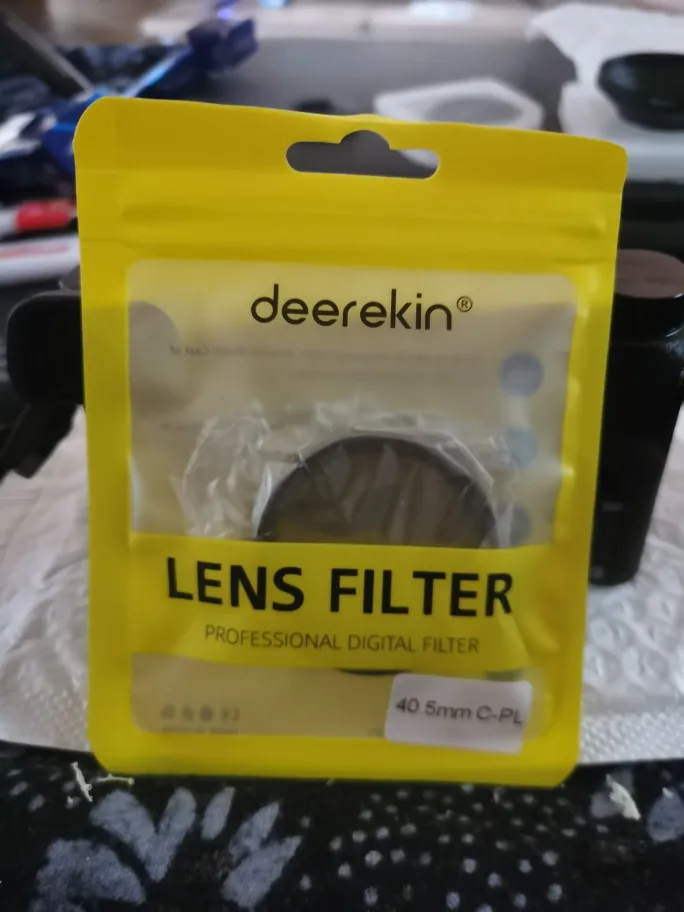 deerekin®
LENS FILTER
PROFESSIONAL DIGITAL FILTER
40.5mm C-PL